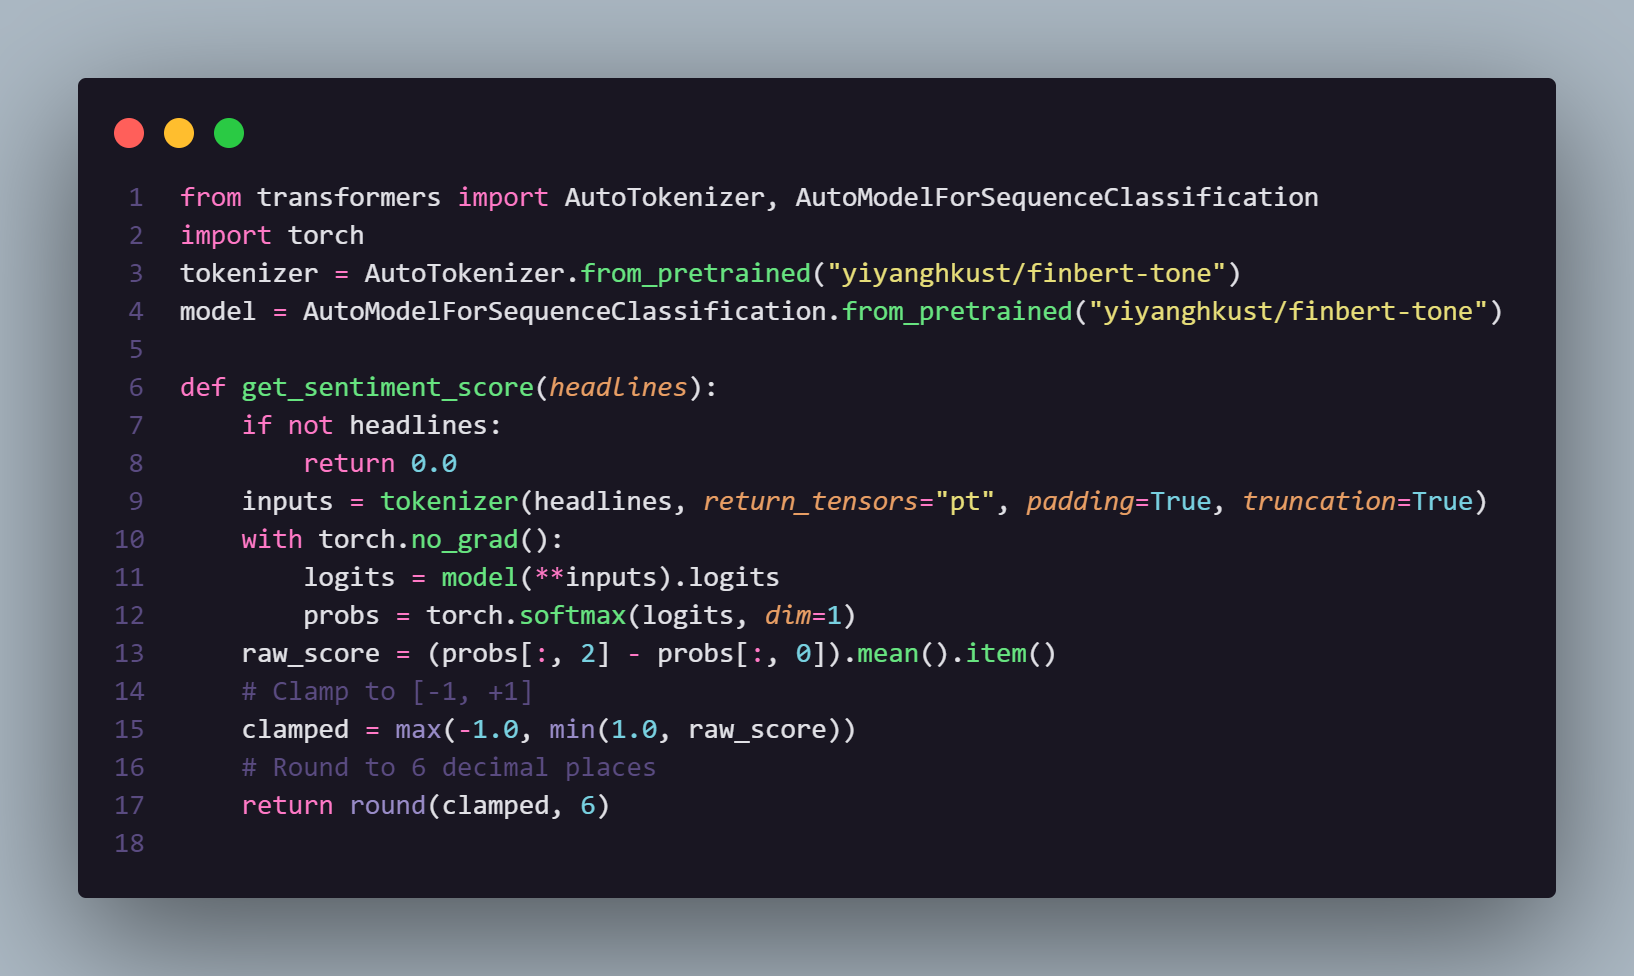 1 from transformers import AutoTokenizer, AutoModelForSequenceClassification
2 import torch
3 tokenizer = AutoTokenizer.from_pretrained("yiyanghkust/finbert-tone")
4 model = AutoModelForSequenceClassification.from_pretrained("yiyanghkust/finbert-tone")
5
6 def get_sentiment_score(headlines):
7     if not headlines:
8         return 0.0
9     inputs = tokenizer(headlines, return_tensors="pt", padding=True, truncation=True)
10     with torch.no_grad():
11         logits = model(**inputs).logits
12         probs = torch.softmax(logits, dim=1)
13     raw_score = (probs[:, 2] - probs[:, 0]).mean().item()
14     # Clamp to [-1, +1]
15     clamped = max(-1.0, min(1.0, raw_score))
16     # Round to 6 decimal places
17     return round(clamped, 6)
18